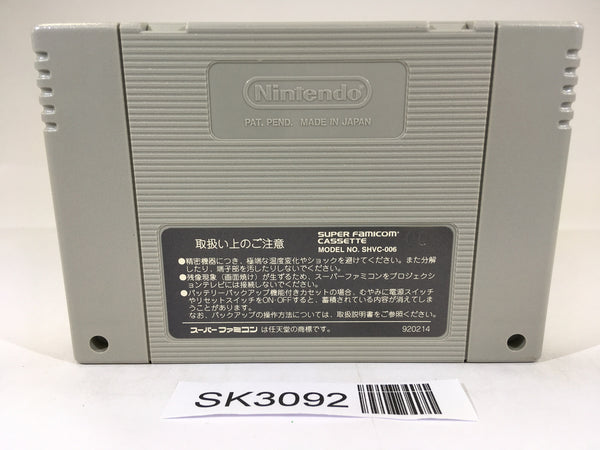 Nintendo
PAT. PEND. MADE IN JAPAN
取扱い上のご注意
SUPER FAMICOM
CASSETTE
MODEL NO. SHVC-006
●精密機器につき、極端な温度変化やショックを避けてください。また分解
したり、端子部を汚したりしないでください。
●残像現象(画面焼け)が生ずるため、スーパーファミコンをプロジェクシ
ョンテレビには接続しないでください。
●バッテリーバックアップ機能付きカセットの場合、むやみに電源スイッチ
やリセットスイッチをON・OFFすると、蓄積されている内容が消えてしま
うことがあります。
なお、バックアップの操作方法については、取扱説明書をご参照ください。
スーパーファミコン は任天堂の商標です。
920214
SK3092